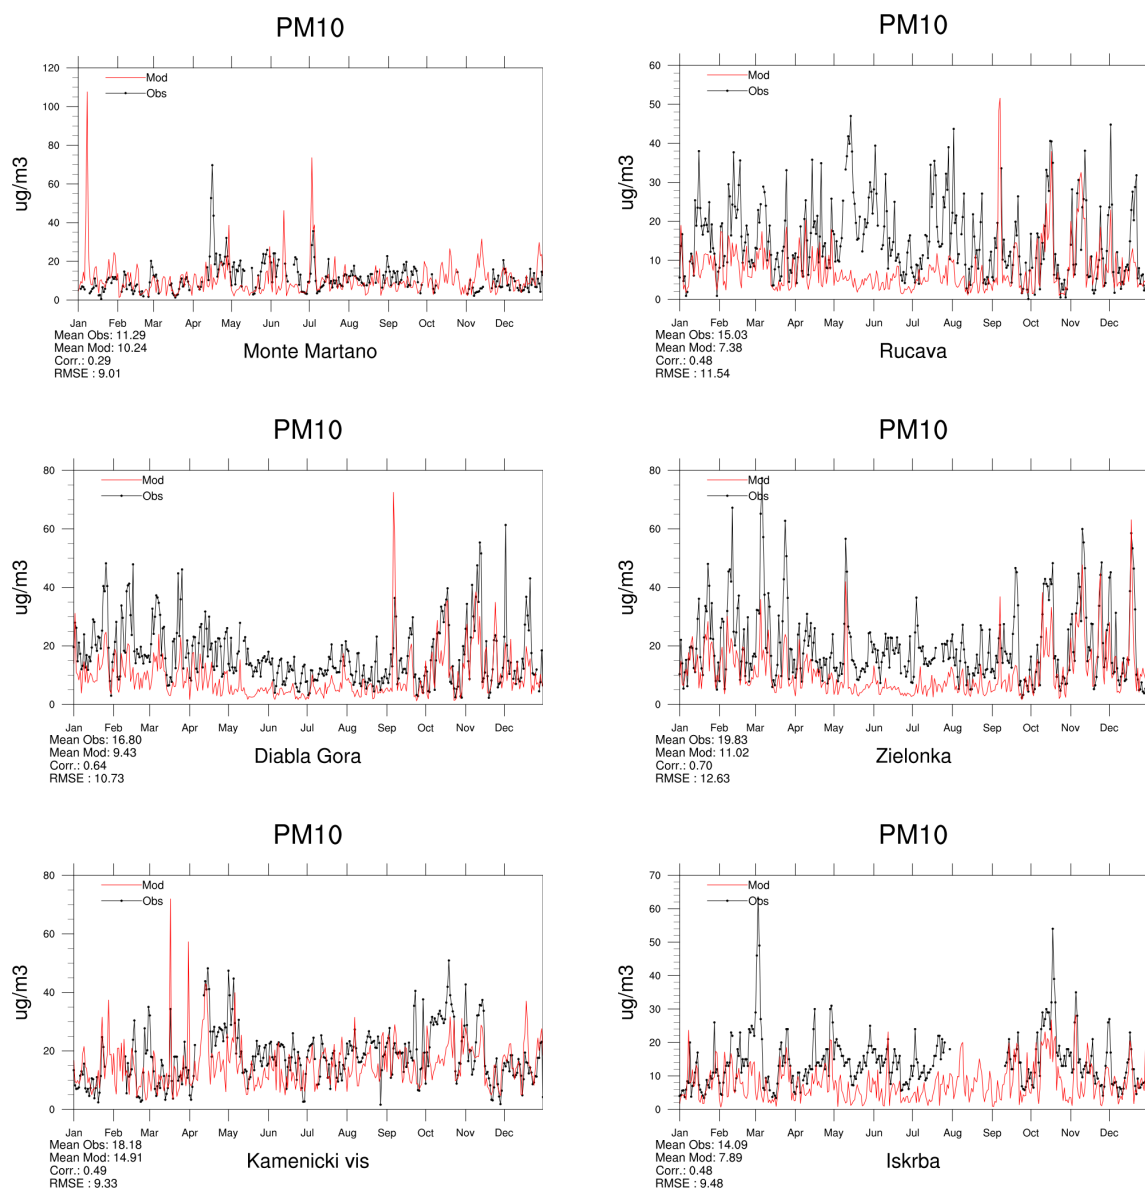 PM10
120
100
80
60
40
20
0
ug/m3
Mod
Obs
Jan Feb Mar Apr May Jun Jul Aug Sep Oct Nov Dec
Mean Obs: 11.29
Mean Mod: 10.24
Corr.: 0.29
RMSE : 9.01
Monte Martano
PM10
60
50
40
30
20
10
0
ug/m3
Mod
Obs
Jan Feb Mar Apr May Jun Jul Aug Sep Oct Nov Dec
Mean Obs: 15.03
Mean Mod: 7.38
Corr.: 0.48
RMSE : 11.54
Rucava
PM10
80
60
40
20
0
ug/m3
Mod
Obs
Jan Feb Mar Apr May Jun Jul Aug Sep Oct Nov Dec
Mean Obs: 16.80
Mean Mod: 9.43
Corr.: 0.64
RMSE : 10.73
Diabla Gora
PM10
80
60
40
20
0
ug/m3
Mod
Obs
Jan Feb Mar Apr May Jun Jul Aug Sep Oct Nov Dec
Mean Obs: 19.83
Mean Mod: 11.02
Corr.: 0.70
RMSE : 12.63
Zielonka
PM10
80
60
40
20
0
ug/m3
Mod
Obs
Jan Feb Mar Apr May Jun Jul Aug Sep Oct Nov Dec
Mean Obs: 18.18
Mean Mod: 14.91
Corr.: 0.49
RMSE : 9.33
Kamenicki vis
PM10
70
60
50
40
30
20
10
0
ug/m3
Mod
Obs
Jan Feb Mar Apr May Jun Jul Aug Sep Oct Nov Dec
Mean Obs: 14.09
Mean Mod: 7.89
Corr.: 0.48
RMSE : 9.48
Iskrba